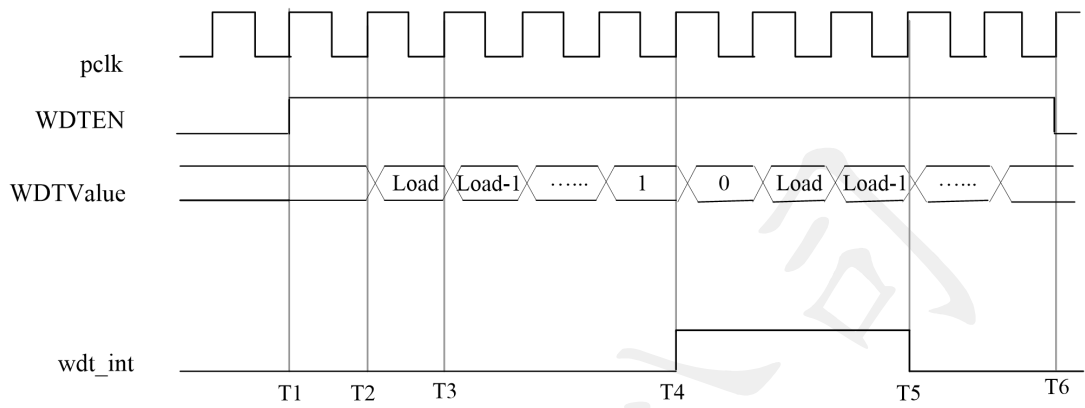 pclk
WDTEN
WDTValue Load Load-1 ...... 1 0 Load Load-1 ......
wdt_int
T1 T2 T3 T4 T5 T6